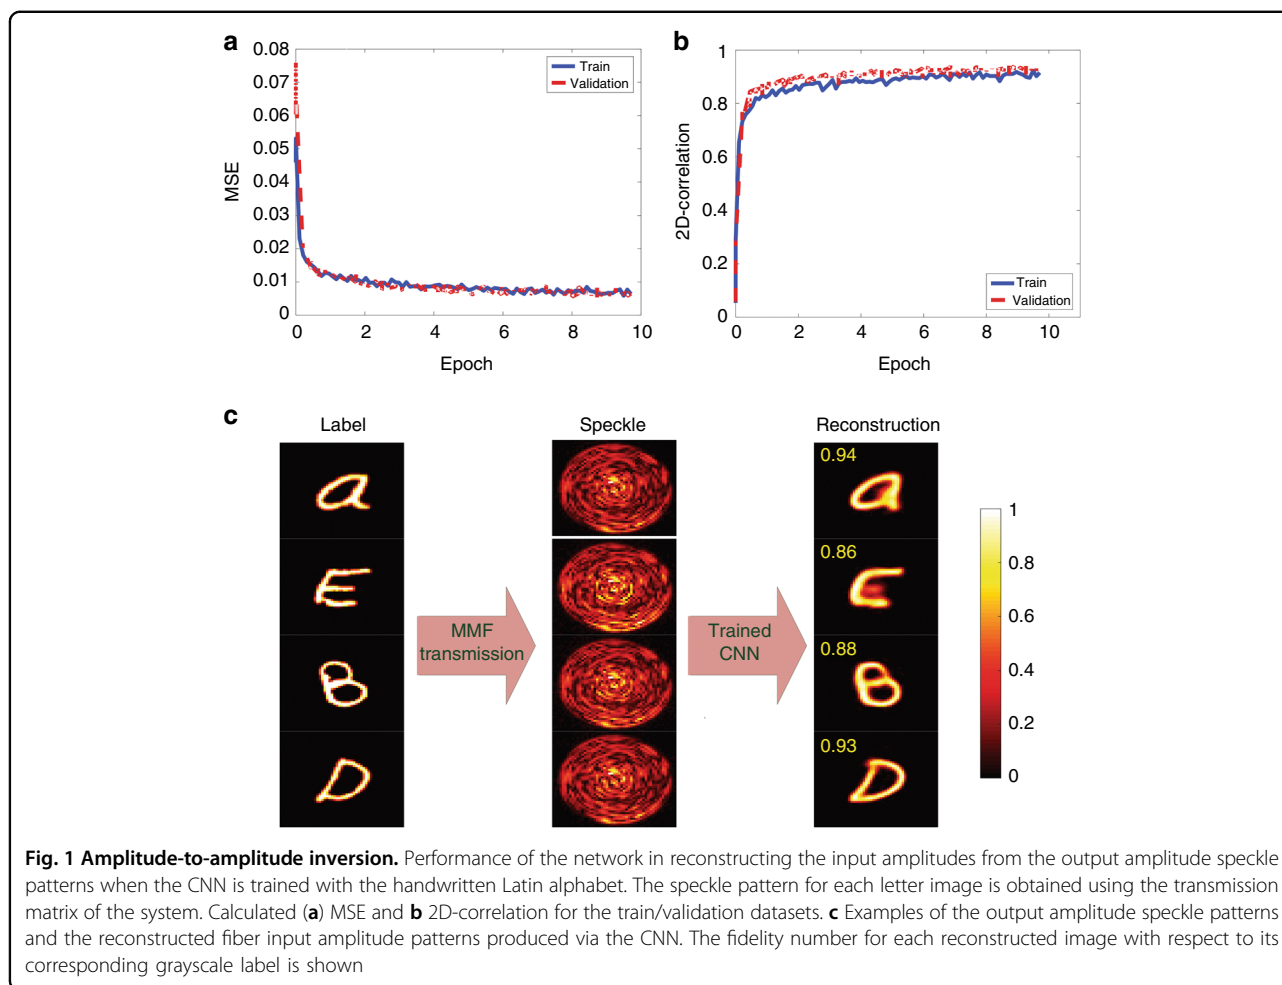 a
b
0.08
0.07
0.06
0.05
0.04
0.03
0.02
0.01
0
MSE
0 2 4 6 8 10
Epoch
Train
Validation
1
0.8
0.6
0.4
0.2
0
2D-correlation
0 2 4 6 8 10
Epoch
Train
Validation
c
Label Speckle Reconstruction
a
E
B
D
MMF
transmission
Trained
CNN
0.94
0.86
0.88
0.93
1
0.8
0.6
0.4
0.2
0
Fig. 1 Amplitude-to-amplitude inversion. Performance of the network in reconstructing the input amplitudes from the output amplitude speckle
patterns when the CNN is trained with the handwritten Latin alphabet. The speckle pattern for each letter image is obtained using the transmission
matrix of the system. Calculated (a) MSE and b 2D-correlation for the train/validation datasets. c Examples of the output amplitude speckle patterns
and the reconstructed fiber input amplitude patterns produced via the CNN. The fidelity number for each reconstructed image with respect to its
corresponding grayscale label is shown